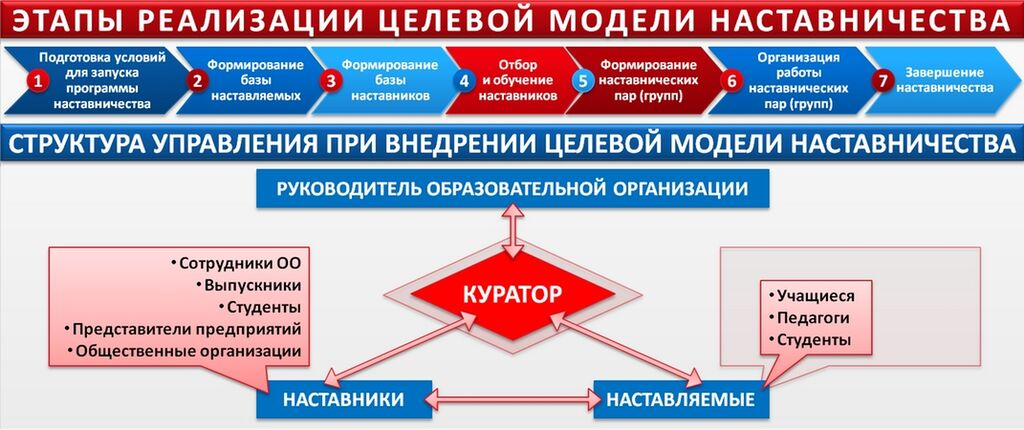 ЭТАПЫ РЕАЛИЗАЦИИ ЦЕЛЕВОЙ МОДЕЛИ НАСТАВНИЧЕСТВА
1
Подготовка условий
для запуска
программы
наставничества
2
Формирование
базы
наставляемых
3
Формирование
базы
наставников
4
Отбор
и обучение
наставников
5
Формирование
наставнических
пар (групп)
6
Организация
работы
наставнических
пар (групп)
7
Завершение
наставничества
СТРУКТУРА УПРАВЛЕНИЯ ПРИ ВНЕДРЕНИИ ЦЕЛЕВОЙ МОДЕЛИ НАСТАВНИЧЕСТВА
РУКОВОДИТЕЛЬ ОБРАЗОВАТЕЛЬНОЙ ОРГАНИЗАЦИИ
• Сотрудники ОО
• Выпускники
• Студенты
• Представители предприятий
• Общественные организации
КУРАТОР
• Учащиеся
• Педагоги
• Студенты
НАСТАВНИКИ
НАСТАВЛЯЕМЫЕ